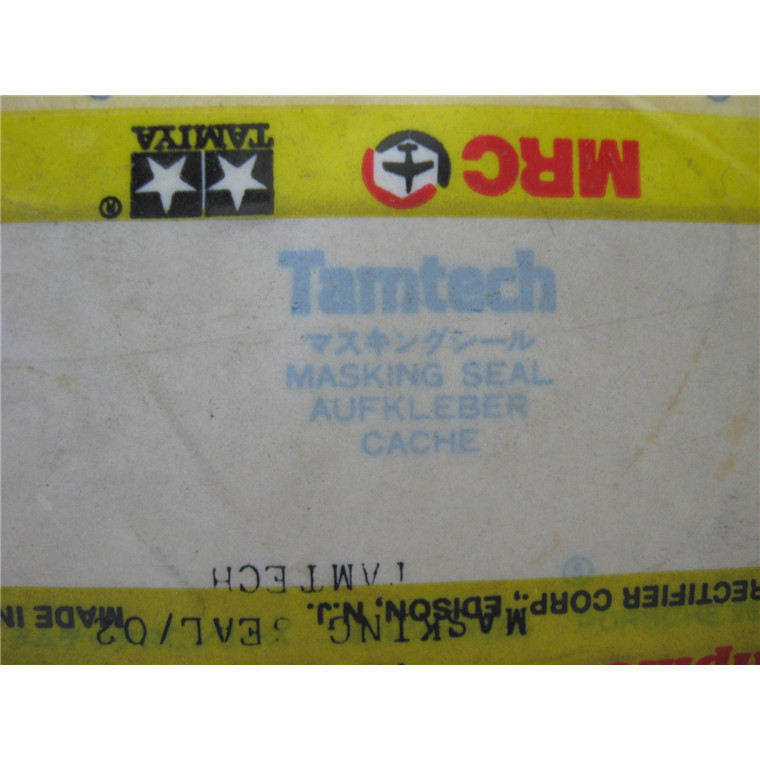 TAMIYA MRC
®
Tamtech
マスキングシール
MASKING SEAL
AUFKLEBER
CACHE
TAMTECH
RECTIFIER CORP., EDISON, N.J. MADE IN
MASKING SEAL/02
PORSCHE